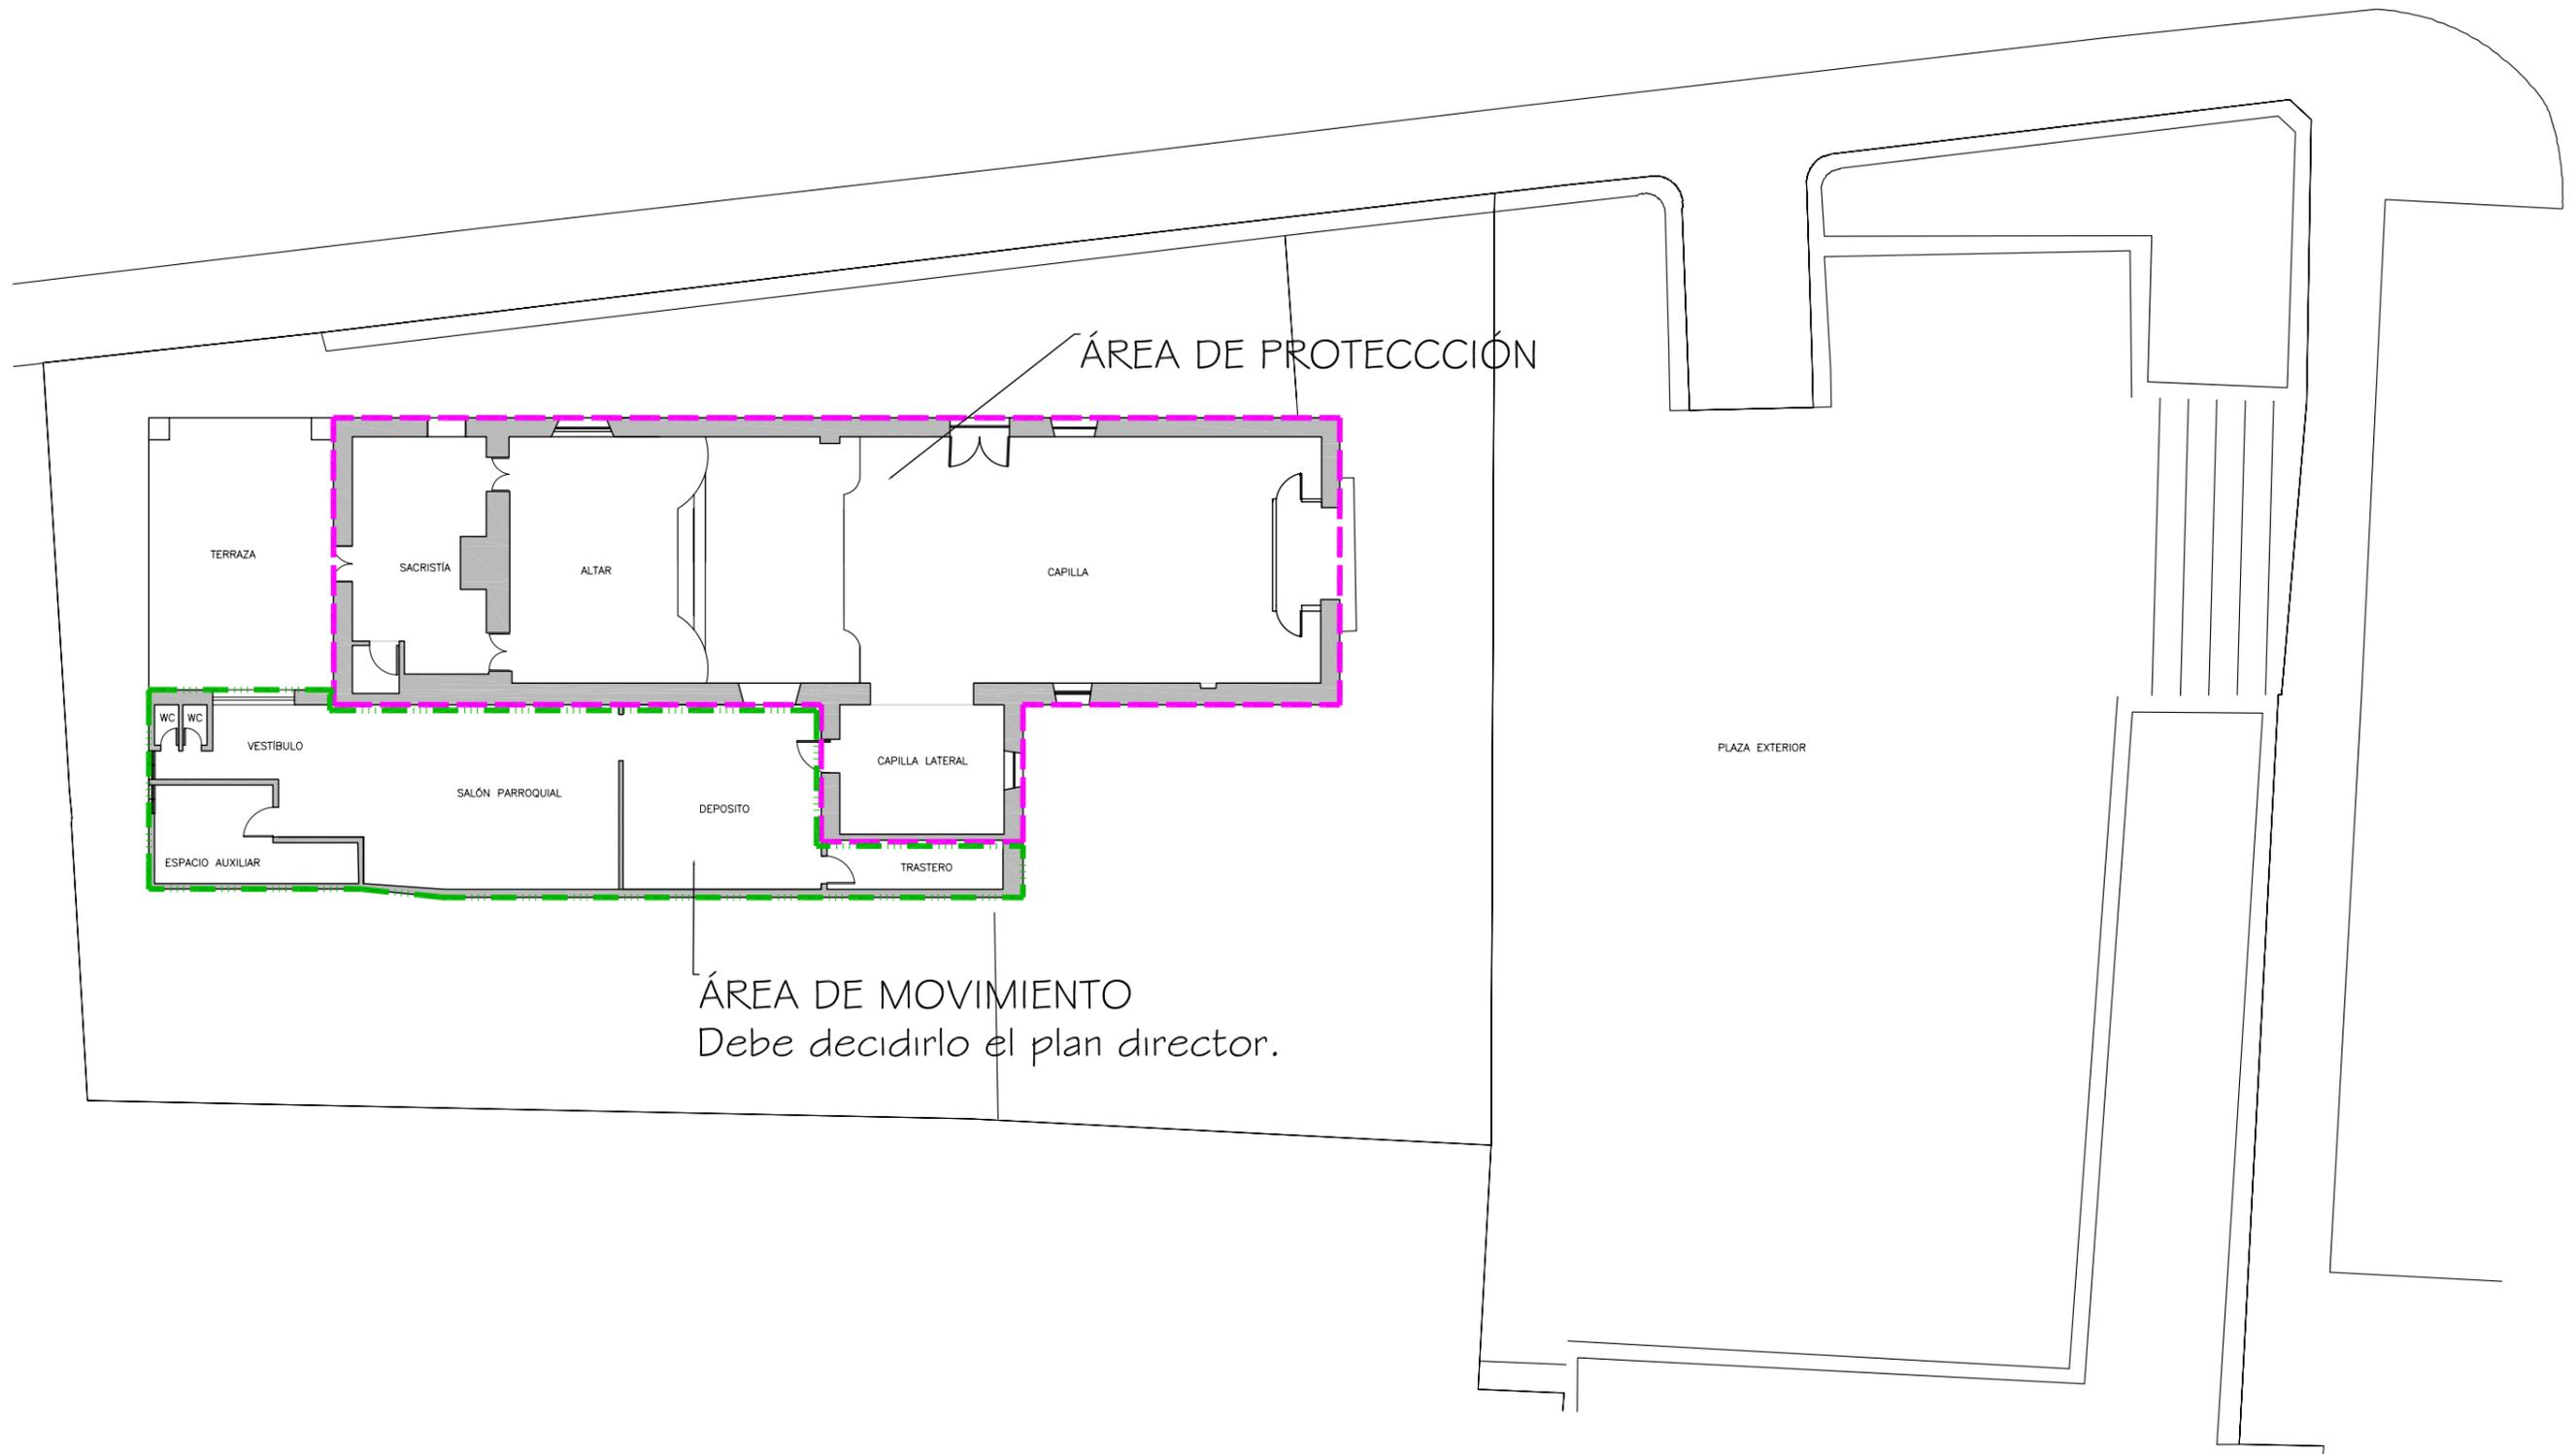 ÁREA DE PROTECCCIÓN
TERRAZA
SACRISTÍA
ALTAR
CAPILLA
WC
WC
VESTÍBULO
CAPILLA LATERAL
PLAZA EXTERIOR
SALÓN PARROQUIAL
DEPOSITO
ESPACIO AUXILIAR
TRASTERO
ÁREA DE MOVIMIENTO
Debe decidirlo el plan director.